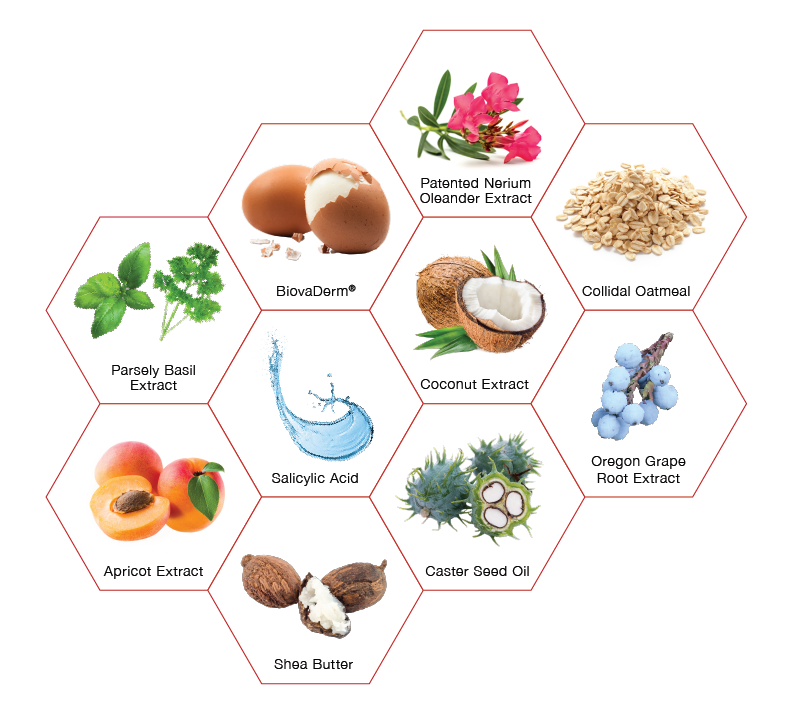 Patented Nerium
Oleander Extract
BiovaDerm®
Collidal Oatmeal
Parsely Basil
Extract
Coconut Extract
Salicylic Acid
Oregon Grape
Root Extract
Apricot Extract
Caster Seed Oil
Shea Butter